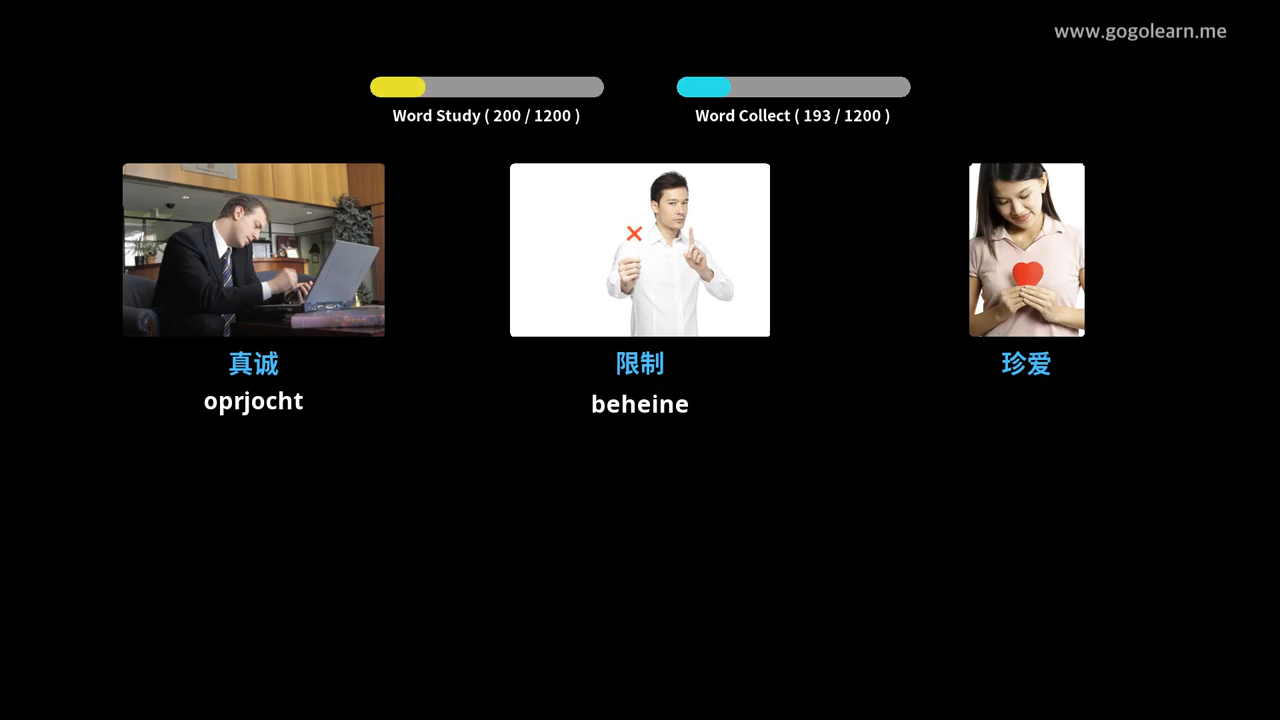 www.gogolearn.me
Word Study ( 200 / 1200 )
Word Collect ( 193 / 1200 )
真诚
oprjocht
限制
beheine
珍爱